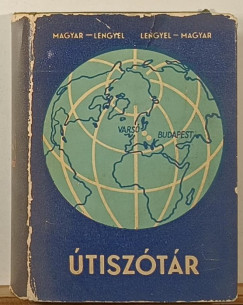 MAGYAR—LENGYEL LENGYEL—MAGYAR
VARSÓ
BUDAPEST
ÚTISZÓTÁR